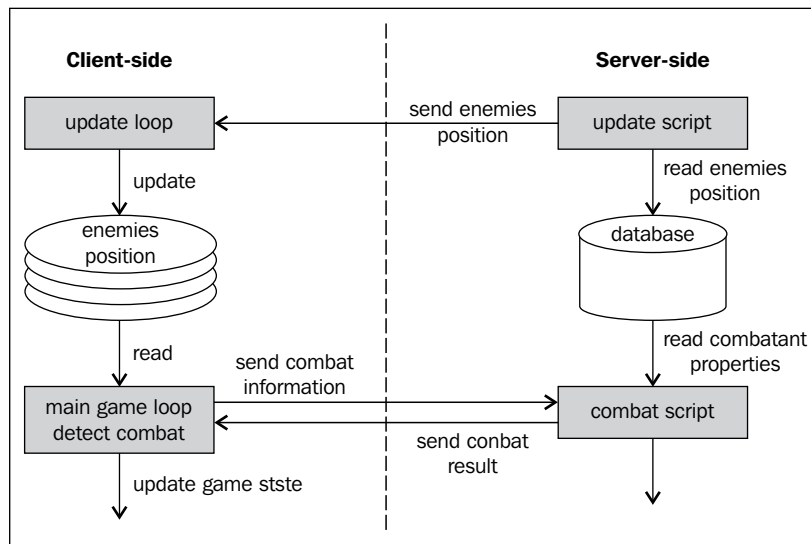 Client-side
Server-side
update loop
send enemies
position
update script
update
read enemies
position
enemies
position
database
read
send combat
information
read combatant
properties
main game loop
detect combat
combat script
send conbat
result
update game stste